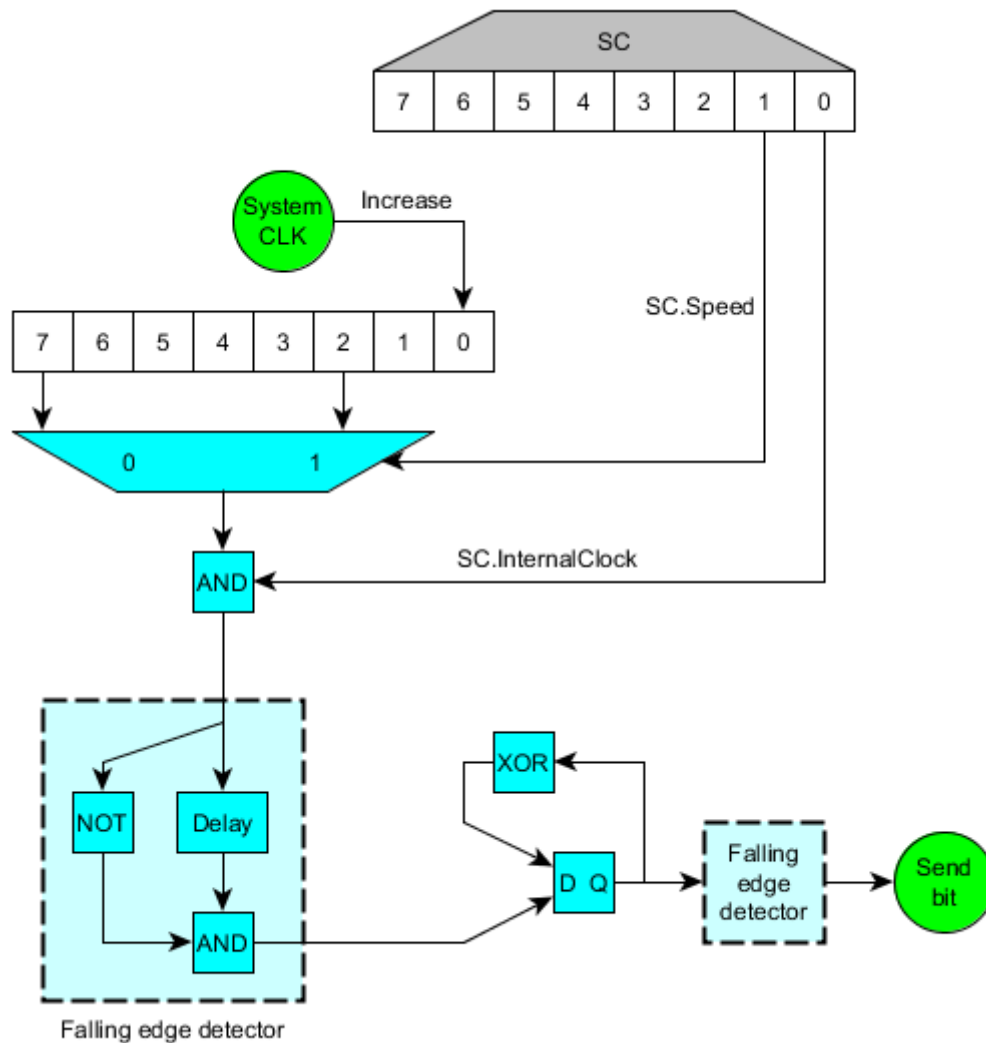 SC
7 6 5 4 3 2 1 0
System
CLK
Increase
SC.Speed
7 6 5 4 3 2 1 0
0 1
SC.InternalClock
AND
XOR
NOT
Delay
Falling
edge
detector
D Q
Send
bit
AND
Falling edge detector